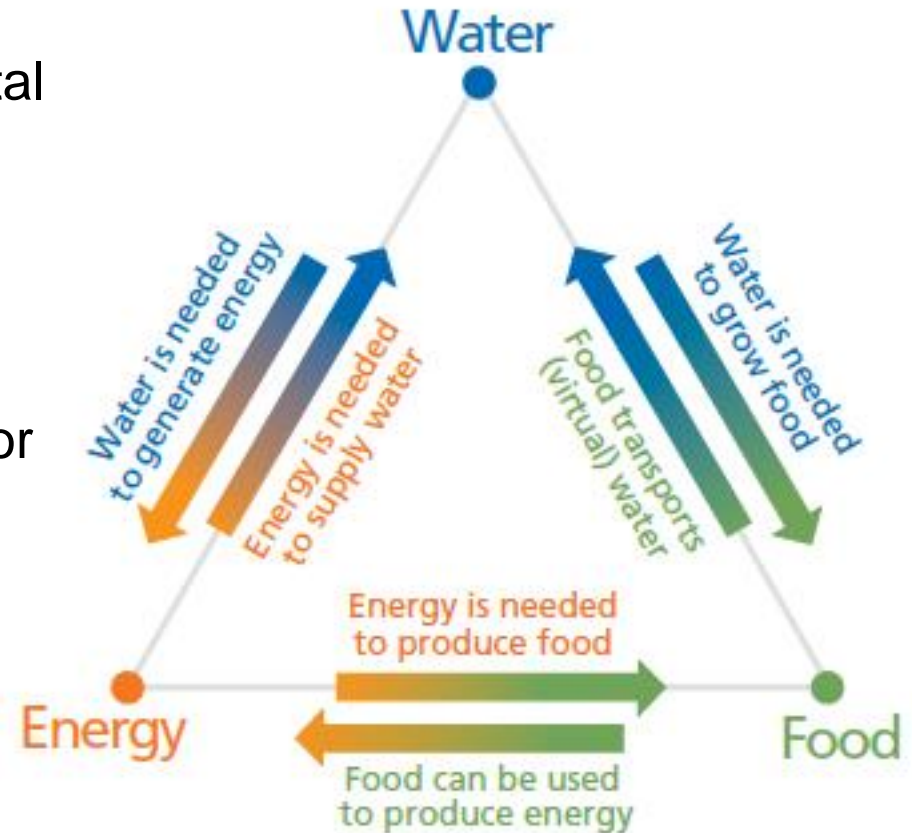 Water
tal
Water is needed
to generate energy
Energy is needed
to supply water
Food transports
(virtual) water
Water is needed
to grow food
or
Energy is needed
to produce food
Energy
Food
Food can be used
to produce energy